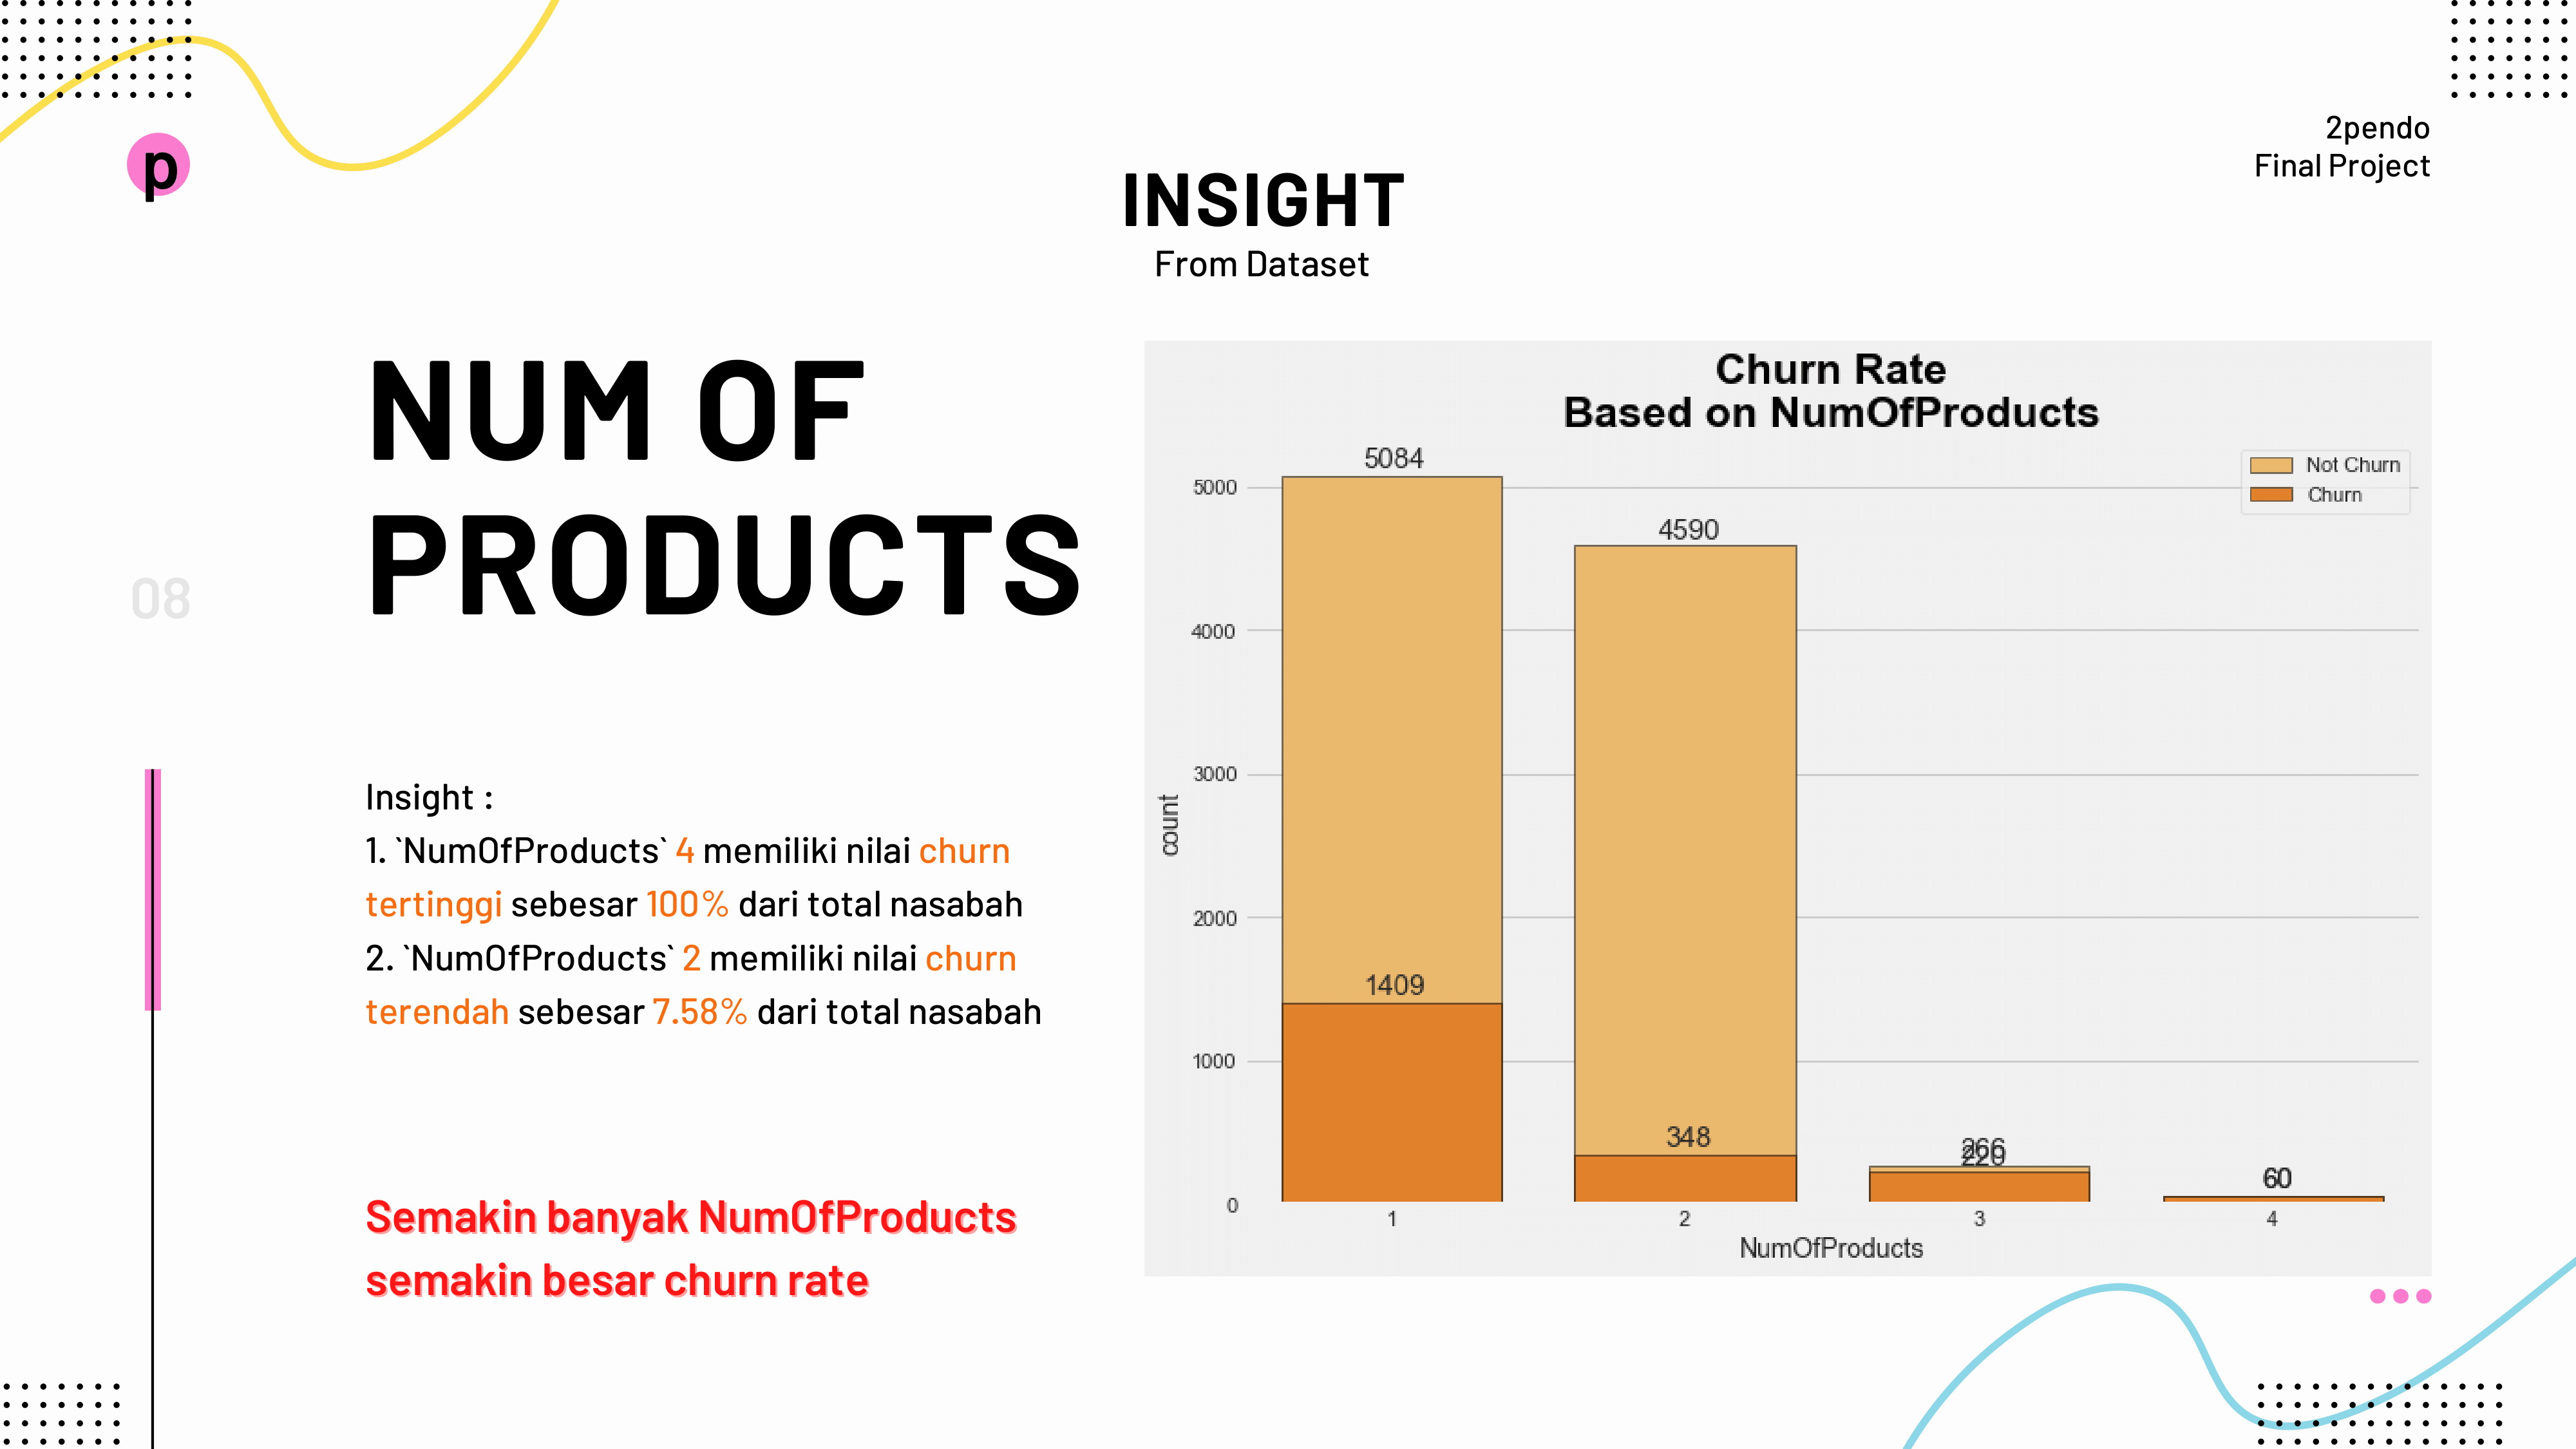 p
2pendo
Final Project
INSIGHT
From Dataset
NUM OF
PRODUCTS
08
Insight :
1. `NumOfProducts` 4 memiliki nilai churn
tertinggi sebesar 100% dari total nasabah
2. `NumOfProducts` 2 memiliki nilai churn
terendah sebesar 7.58% dari total nasabah
Semakin banyak NumOfProducts
semakin besar churn rate
Churn Rate
Based on NumOfProducts
Not Churn
Churn
5084
4590
1409
348
266
220
60
5000
4000
3000
2000
1000
0
count
1
2
3
4
NumOfProducts